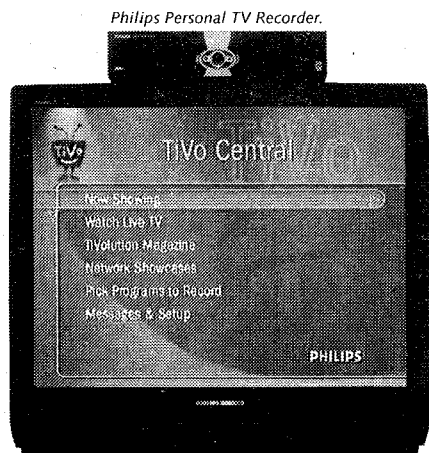 Philips Personal TV Recorder.
TiVo
TiVo Central
Now Showing
Watch Live TV
TiVolution Magazine
Network Showcases
Pick Programs to Record
Messages & Setup
PHILIPS